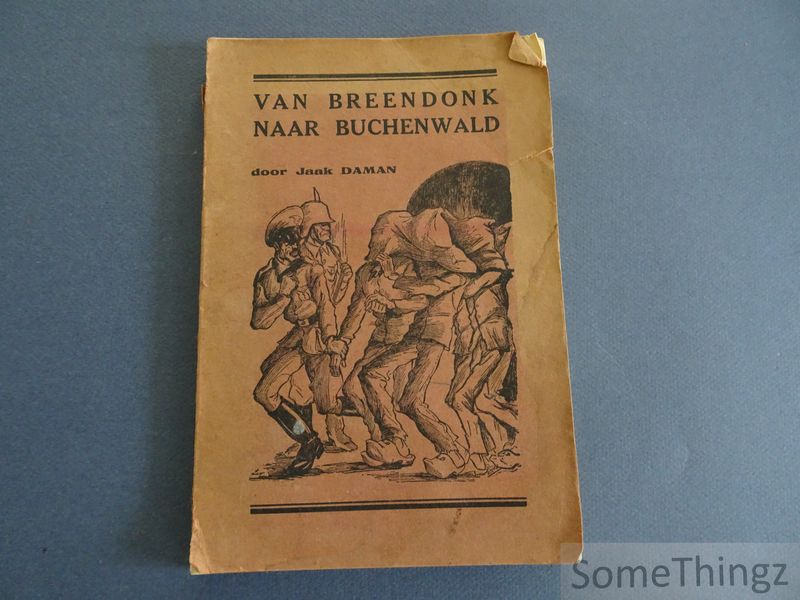 VAN BREENDONK
NAAR BUCHENWALD
door Jaak DAMAN
SomeThingz